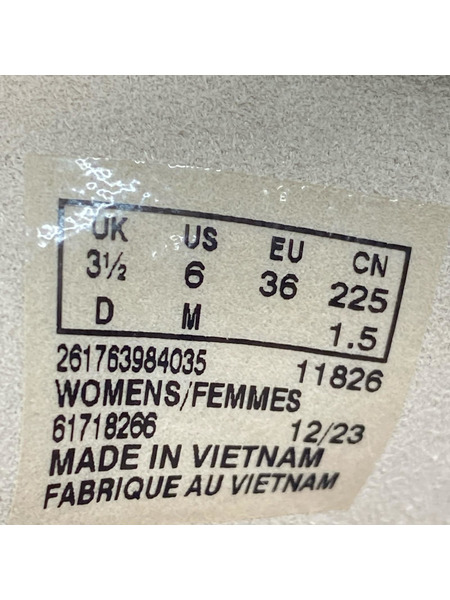 UK US EU CN
3½ 6 36 225
D M 1.5
261763984035 11826
WOMENS/FEMMES
61718266 12/23
MADE IN VIETNAM
FABRIQUE AU VIETNAM